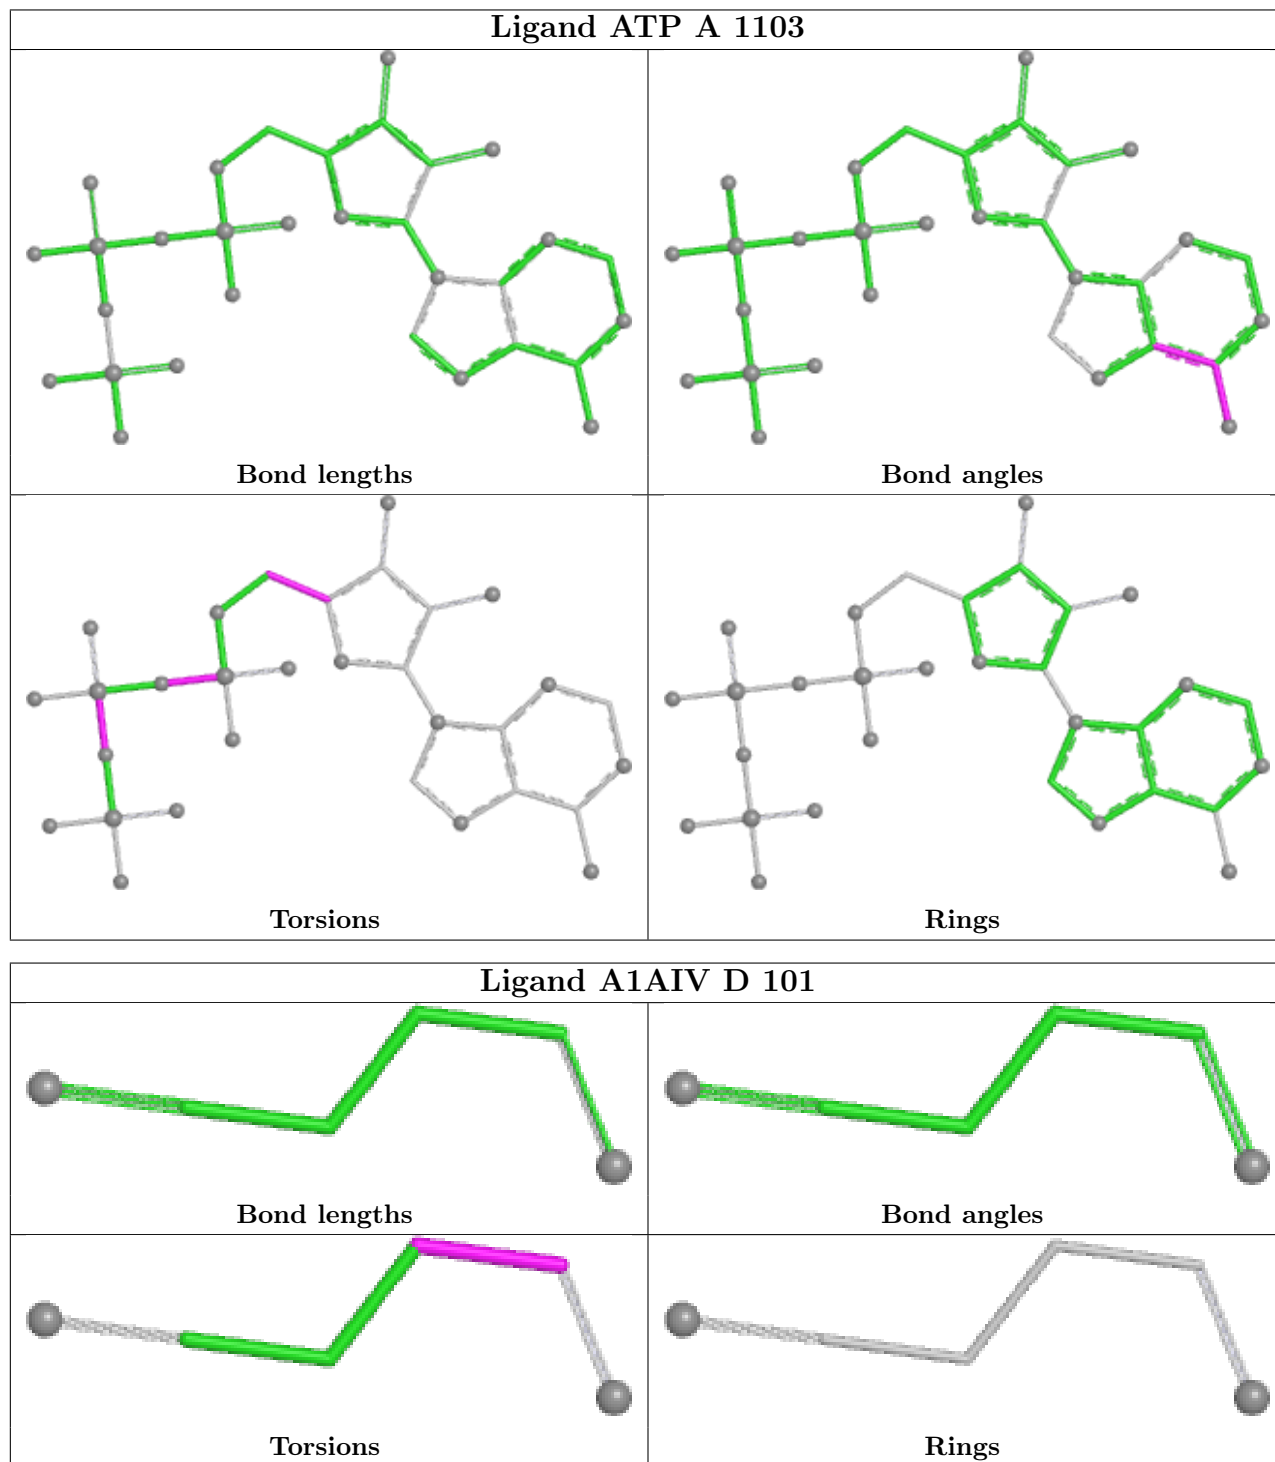 Ligand ATP A 1103
Bond lengths
Bond angles
Torsions
Rings
Ligand A1AIV D 101
Bond lengths
Bond angles
Torsions
Rings